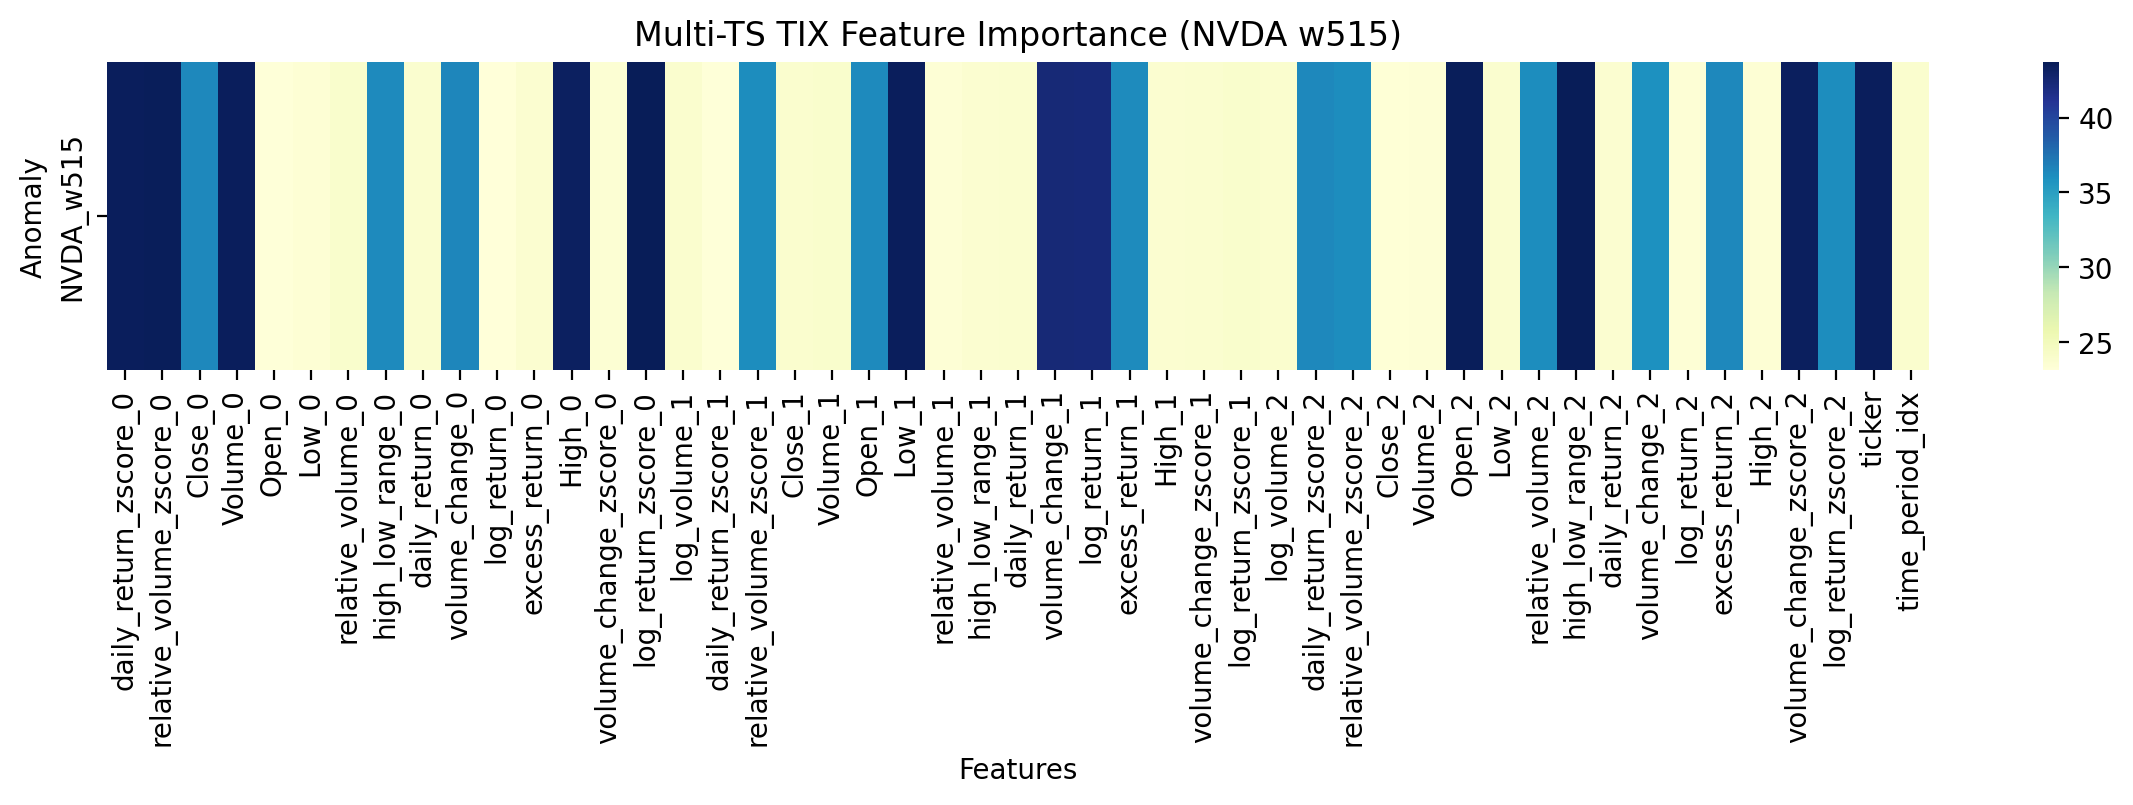 Multi-TS TIX Feature Importance (NVDA w515)
Anomaly
NVDA_w515
40
35
30
25
daily_return_zscore_0
relative_volume_zscore_0
Close_0
Volume_0
Open_0
Low_0
relative_volume_0
high_low_range_0
daily_return_0
volume_change_0
log_return_0
excess_return_0
High_0
volume_change_zscore_0
log_return_zscore_0
log_volume_1
daily_return_zscore_1
relative_volume_zscore_1
Close_1
Volume_1
Open_1
Low_1
relative_volume_1
high_low_range_1
daily_return_1
volume_change_1
log_return_1
excess_return_1
High_1
volume_change_zscore_1
log_return_zscore_1
log_volume_2
daily_return_zscore_2
relative_volume_zscore_2
Close_2
Volume_2
Open_2
Low_2
relative_volume_2
high_low_range_2
daily_return_2
volume_change_2
log_return_2
excess_return_2
High_2
volume_change_zscore_2
log_return_zscore_2
ticker
time_period_idx
Features